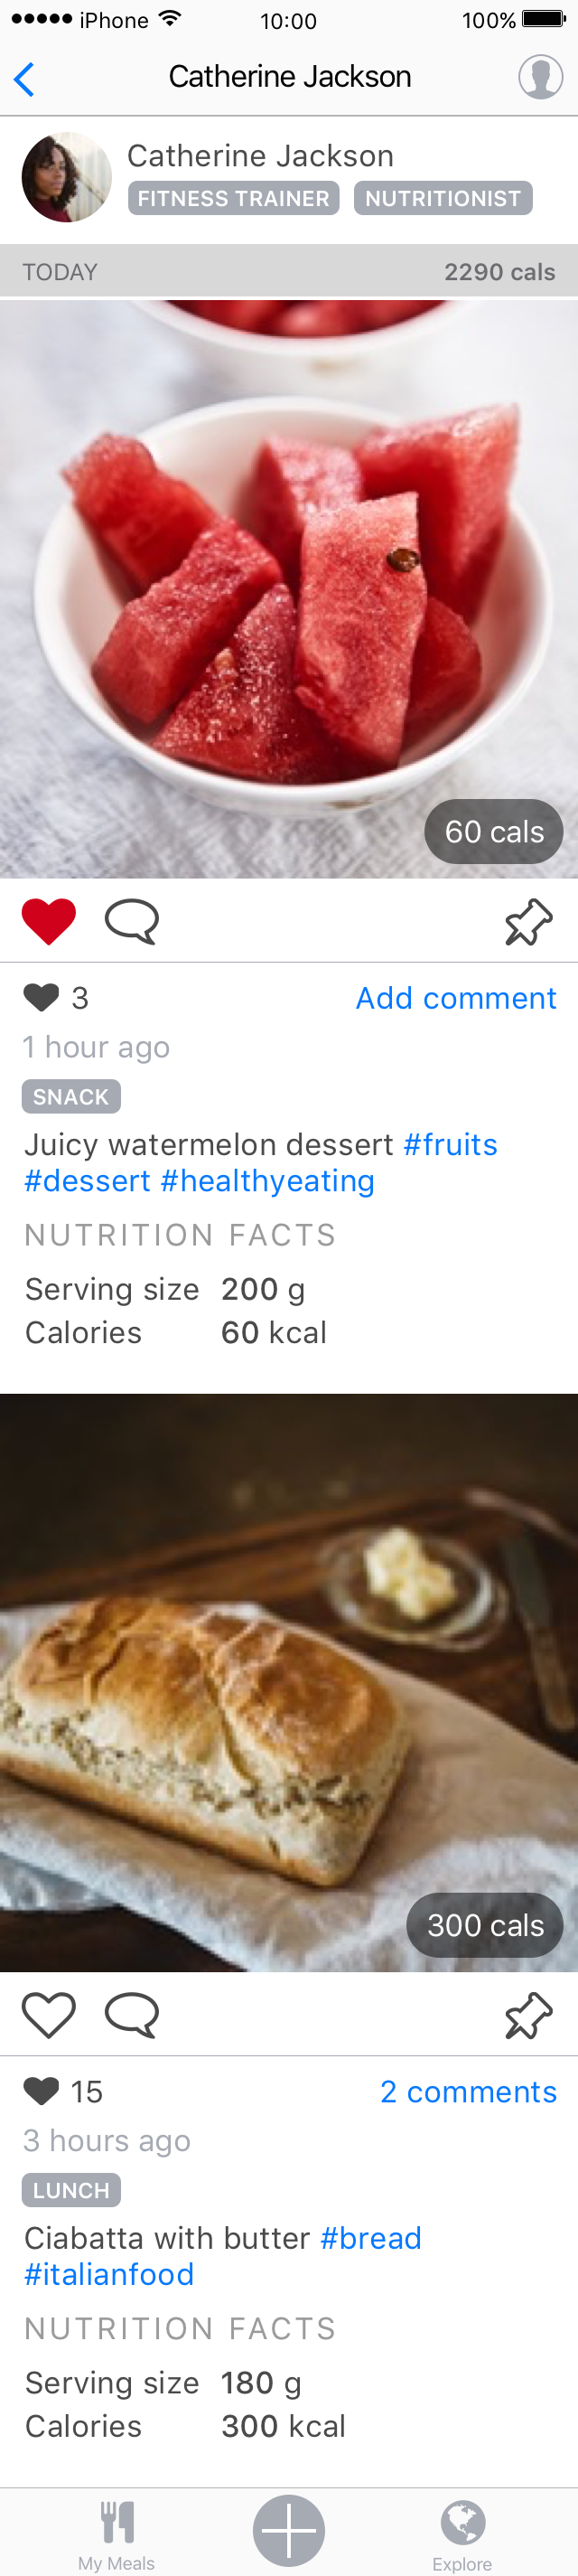 iPhone 10:00 100%
Catherine Jackson
Catherine Jackson
FITNESS TRAINER NUTRITIONIST
TODAY 2290 cals
60 cals
3 Add comment
1 hour ago
SNACK
Juicy watermelon dessert #fruits
#dessert #healthyeating
NUTRITION FACTS
Serving size 200 g
Calories 60 kcal
300 cals
15 2 comments
3 hours ago
LUNCH
Ciabatta with butter #bread
#italianfood
NUTRITION FACTS
Serving size 180 g
Calories 300 kcal
My Meals Explore